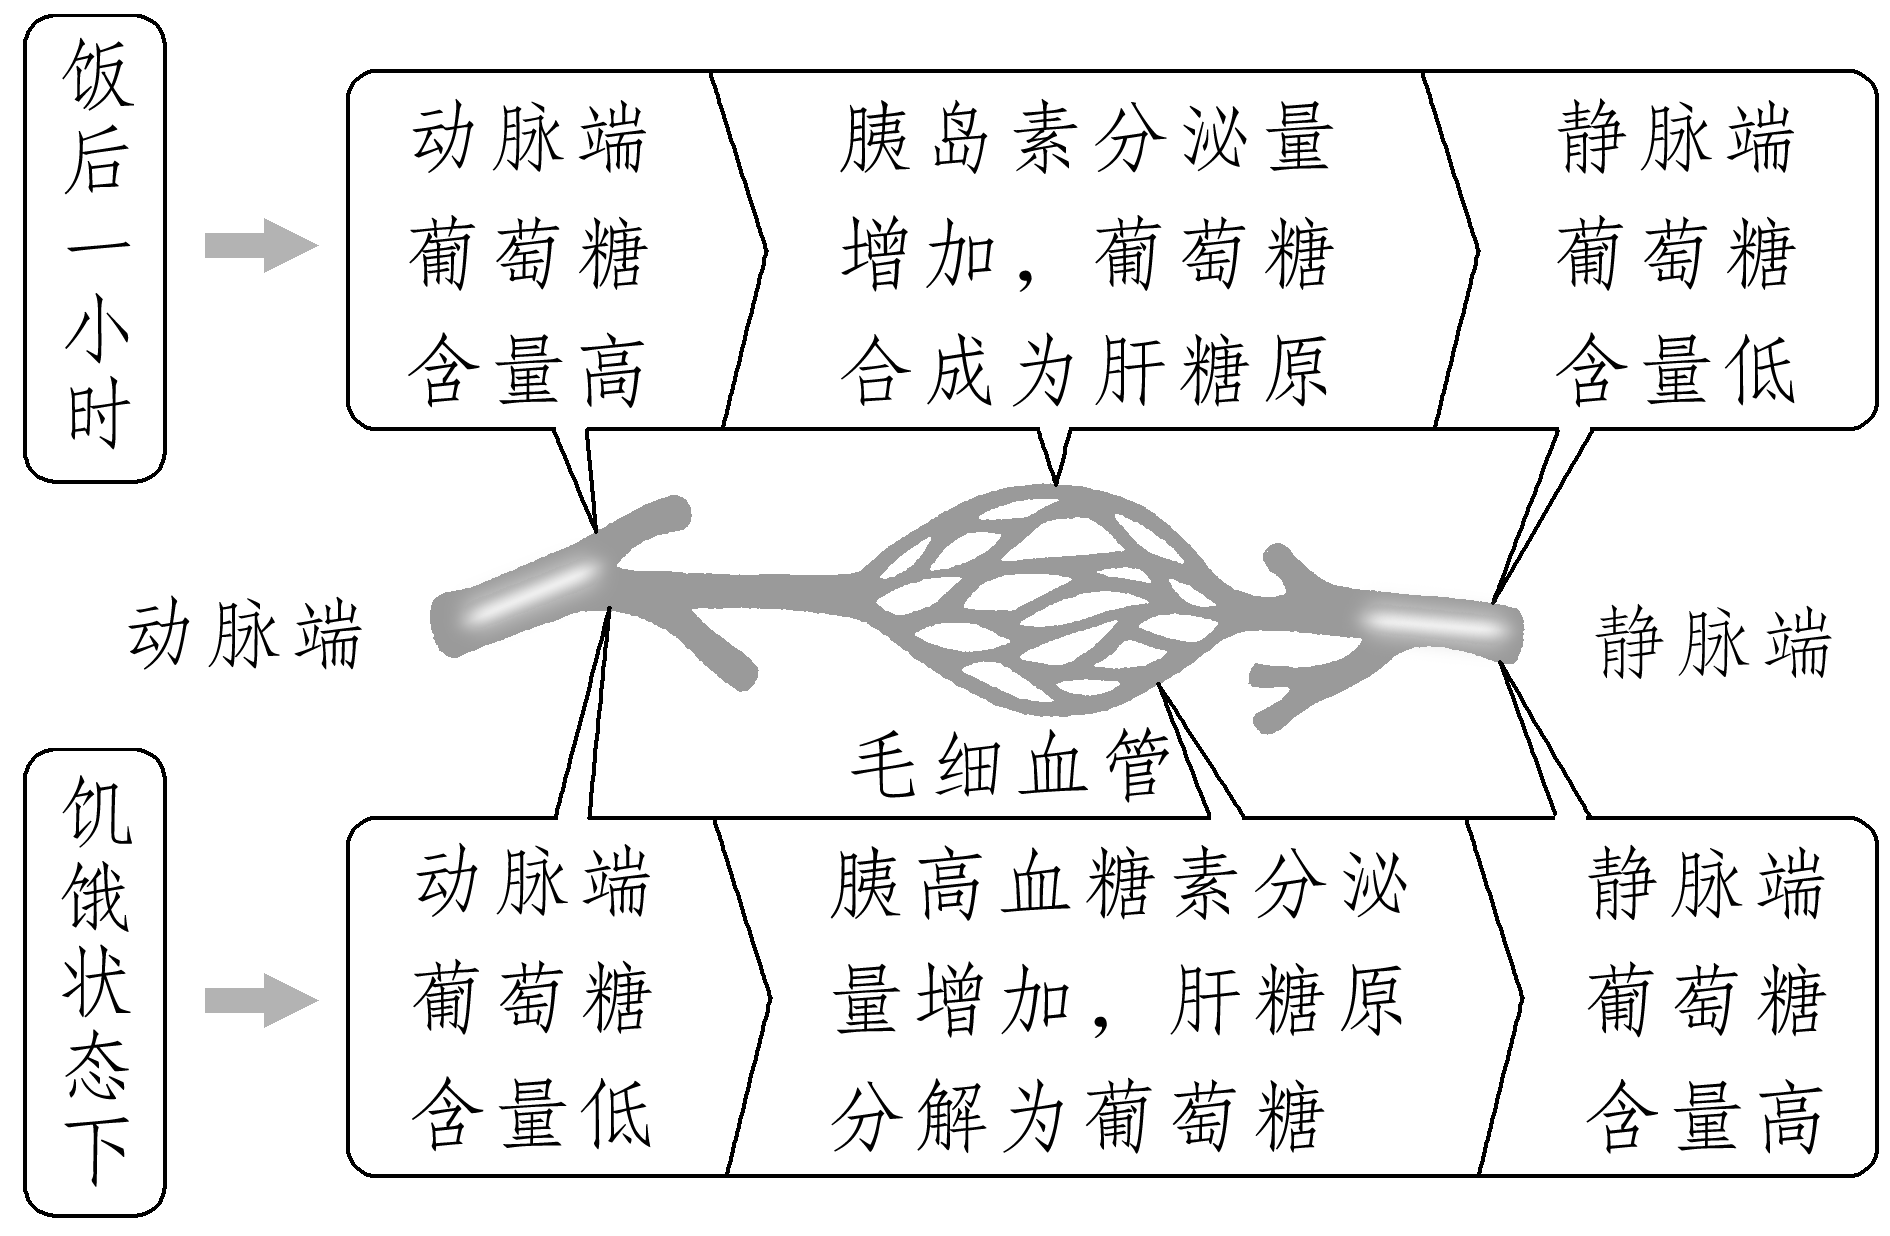 饭后一小时
动脉端
葡萄糖
含量高
胰岛素分泌量
增加，葡萄糖
合成为肝糖原
静脉端
葡萄糖
含量低
动脉端
静脉端
毛细血管
饥饿状态下
动脉端
葡萄糖
含量低
胰高血糖素分泌
量增加，肝糖原
分解为葡萄糖
静脉端
葡萄糖
含量高